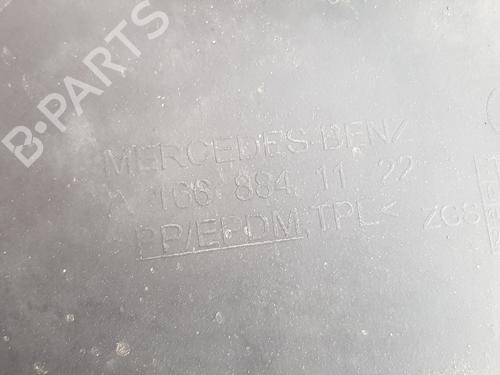 B-PARTS
MERCEDES-BENZ
A 166 884 11 22
PP/EPDM,TPL< ZGS